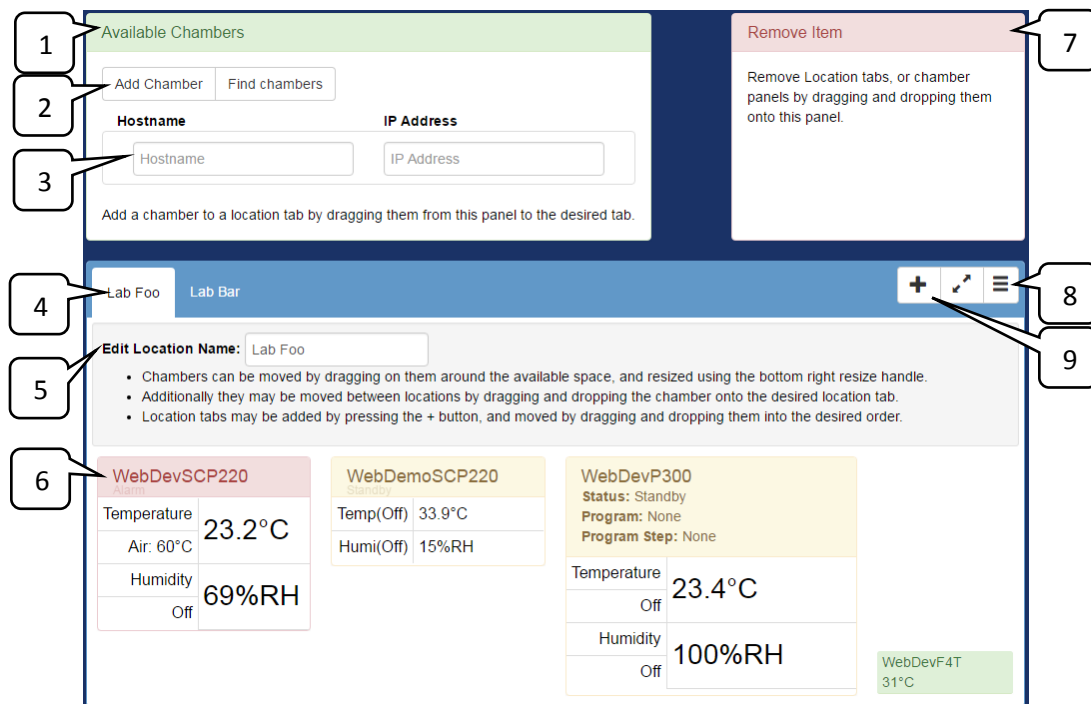 1
Available Chambers
Remove Item
7
2
Add Chamber
Find chambers
Remove Location tabs, or chamber
panels by dragging and dropping them
onto this panel.
Hostname
IP Address
3
Hostname
IP Address
Add a chamber to a location tab by dragging them from this panel to the desired tab.
4
Lab Foo
Lab Bar
8
9
5
Edit Location Name: Lab Foo
• Chambers can be moved by dragging on them around the available space, and resized using the bottom right resize handle.
• Additionally they may be moved between locations by dragging and dropping the chamber onto the desired location tab.
• Location tabs may be added by pressing the + button, and moved by dragging and dropping them into the desired order.
6
WebDevSCP220
Alarm
Temperature
23.2°C
Air: 60°C
Humidity
69%RH
Off
WebDemoSCP220
Standby
Temp(Off) 33.9°C
Humi(Off) 15%RH
WebDevP300
Status: Standby
Program: None
Program Step: None
Temperature
23.4°C
Off
Humidity
100%RH
Off
WebDevF4T
31°C